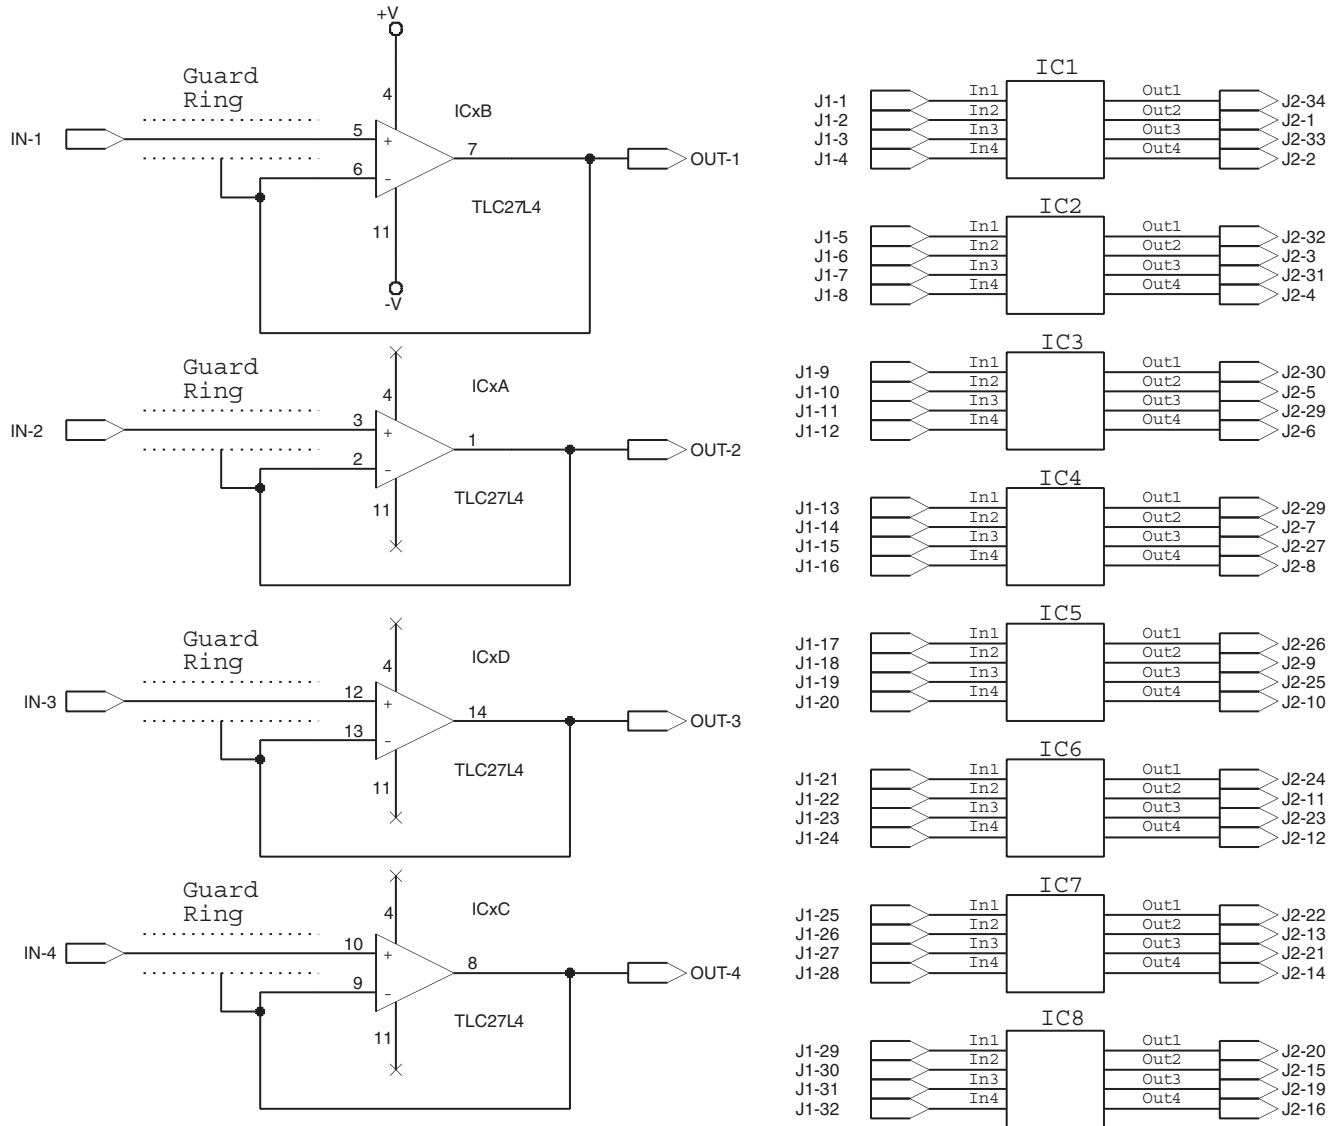 +V
Guard
Ring
4
ICxB
IN-1
5
+
7
OUT-1
6
-
TLC27L4
11
-V
Guard
Ring
4
ICxA
IN-2
3
+
1
OUT-2
2
-
TLC27L4
11
Guard
Ring
4
ICxD
IN-3
12
+
14
OUT-3
13
-
TLC27L4
11
Guard
Ring
4
ICxC
IN-4
10
+
8
OUT-4
9
-
TLC27L4
11
IC1
J1-1 In1 Out1 J2-34
J1-2 In2 Out2 J2-1
J1-3 In3 Out3 J2-33
J1-4 In4 Out4 J2-2
IC2
J1-5 In1 Out1 J2-32
J1-6 In2 Out2 J2-3
J1-7 In3 Out3 J2-31
J1-8 In4 Out4 J2-4
IC3
J1-9 In1 Out1 J2-30
J1-10 In2 Out2 J2-5
J1-11 In3 Out3 J2-29
J1-12 In4 Out4 J2-6
IC4
J1-13 In1 Out1 J2-29
J1-14 In2 Out2 J2-7
J1-15 In3 Out3 J2-27
J1-16 In4 Out4 J2-8
IC5
J1-17 In1 Out1 J2-26
J1-18 In2 Out2 J2-9
J1-19 In3 Out3 J2-25
J1-20 In4 Out4 J2-10
IC6
J1-21 In1 Out1 J2-24
J1-22 In2 Out2 J2-11
J1-23 In3 Out3 J2-23
J1-24 In4 Out4 J2-12
IC7
J1-25 In1 Out1 J2-22
J1-26 In2 Out2 J2-13
J1-27 In3 Out3 J2-21
J1-28 In4 Out4 J2-14
IC8
J1-29 In1 Out1 J2-20
J1-30 In2 Out2 J2-15
J1-31 In3 Out3 J2-19
J1-32 In4 Out4 J2-16